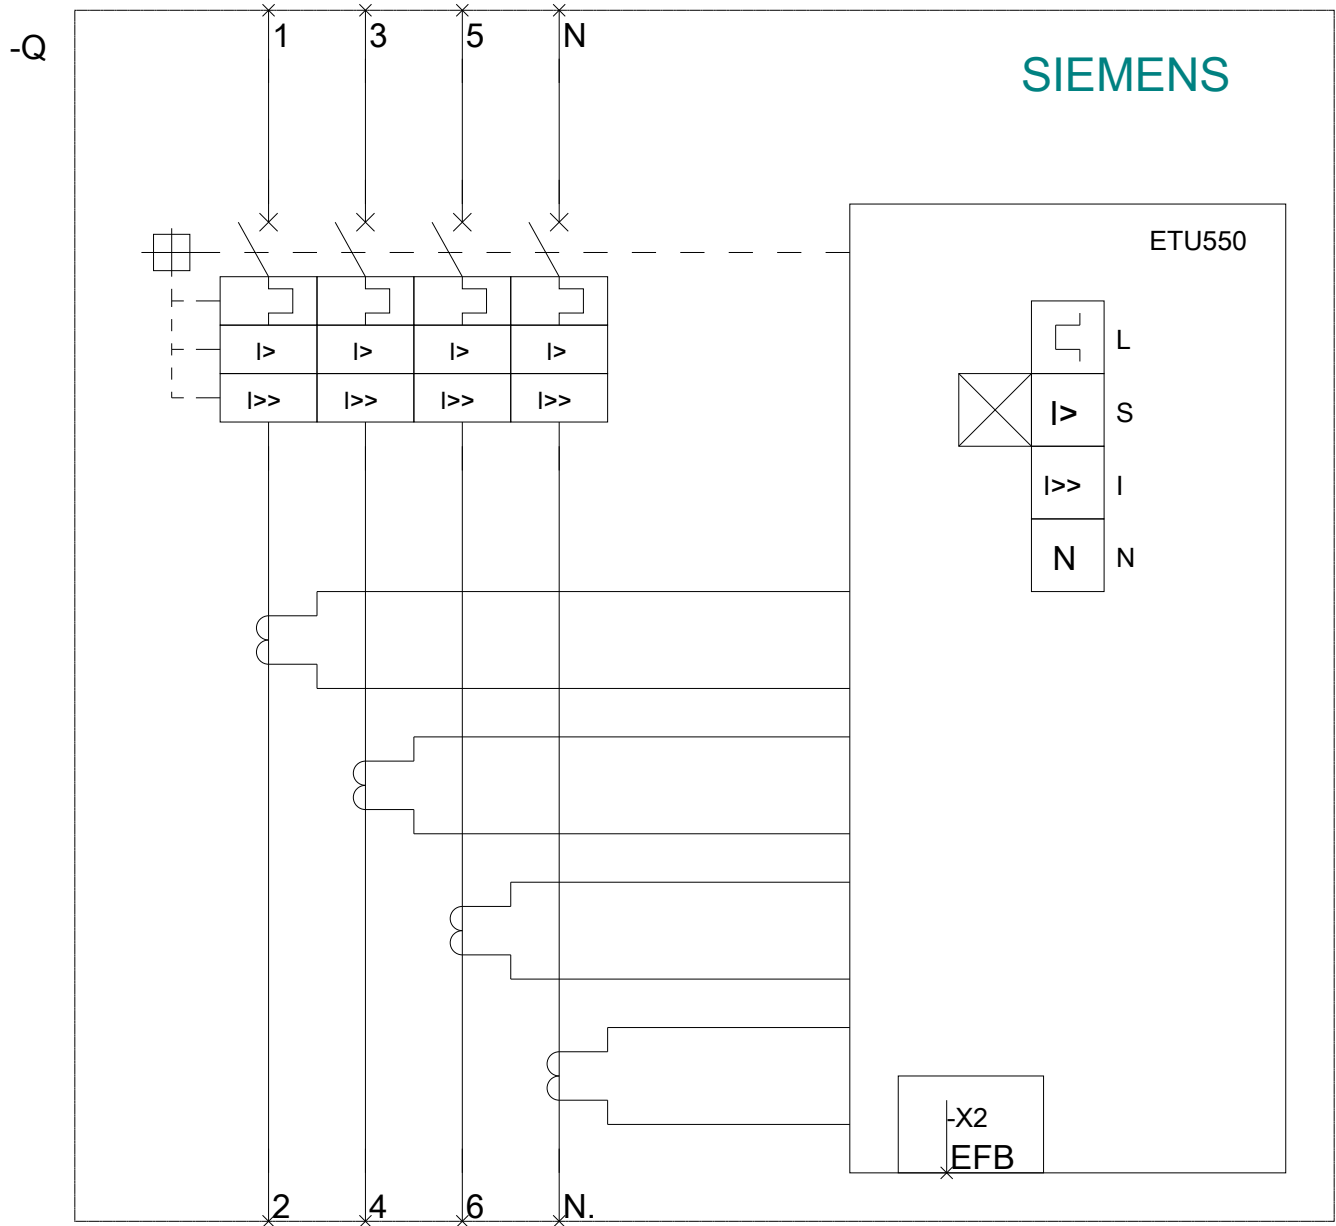 1 3 5 N
-Q
SIEMENS
ETU550
L
I> I> I> I>
I>> I>> I>> I>>
I> S
I>> I
N N
-X2
EFB
2 4 6 N.